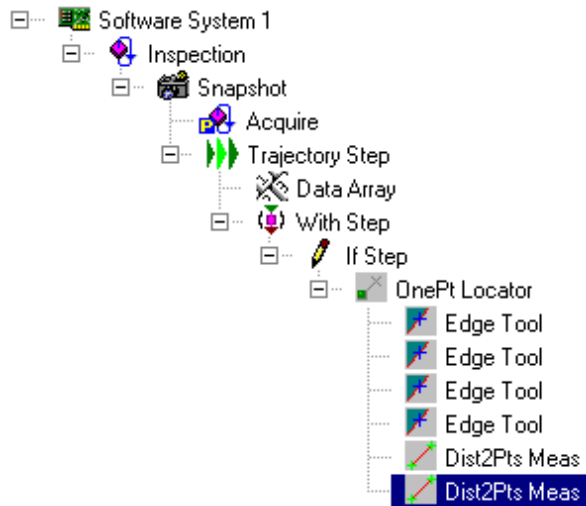 Software System 1
Inspection
Snapshot
P Acquire
Trajectory Step
Data Array
With Step
If Step
OnePt Locator
Edge Tool
Edge Tool
Edge Tool
Edge Tool
Dist2Pts Meas
Dist2Pts Meas